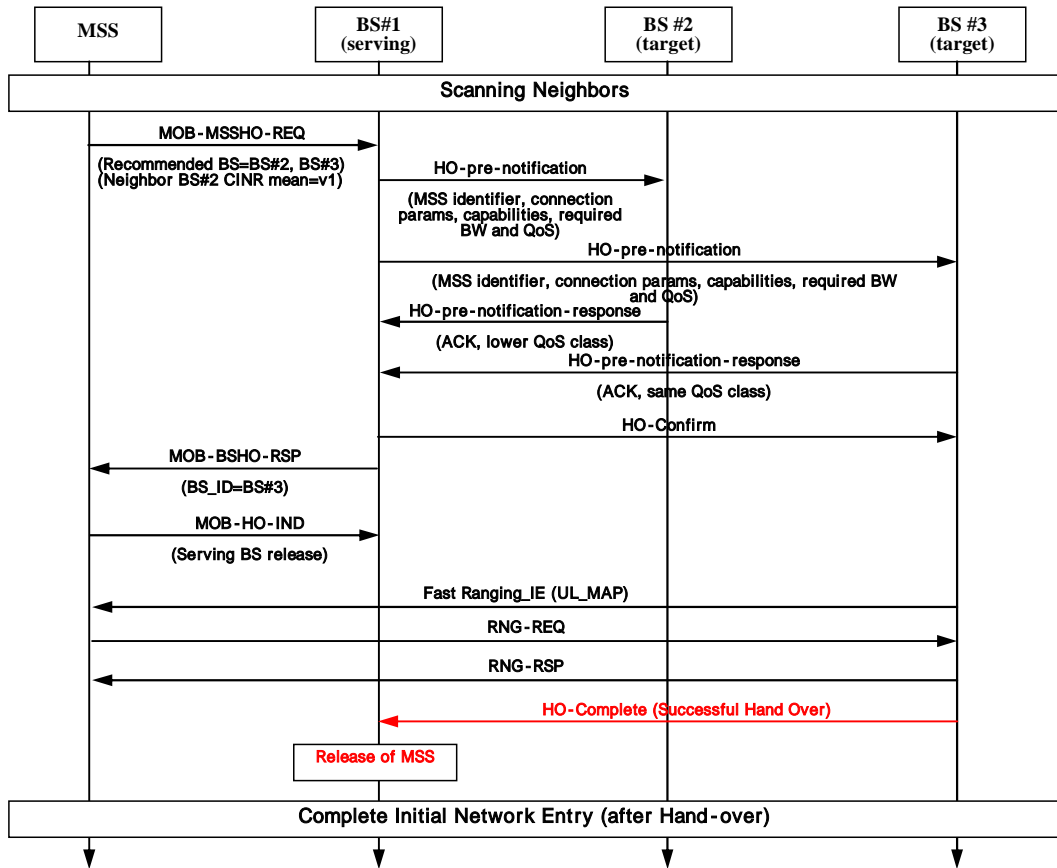 MSS
BS#1
(serving)
BS #2
(target)
BS #3
(target)
Scanning Neighbors
MOB-MSSHO-REQ
(Recommended BS=BS#2, BS#3)
(Neighbor BS#2 CINR mean=v1)
HO-pre-notification
(MSS identifier, connection
params, capabilities, required
BW and QoS)
HO-pre-notification
(MSS identifier, connection params, capabilities, required BW
and QoS)
HO-pre-notification-response
(ACK, lower QoS class)
HO-pre-notification-response
(ACK, same QoS class)
HO-Confirm
MOB-BSHO-RSP
(BS_ID=BS#3)
MOB-HO-IND
(Serving BS release)
Fast Ranging_IE (UL_MAP)
RNG-REQ
RNG-RSP
HO-Complete (Successful Hand Over)
Release of MSS
Complete Initial Network Entry (after Hand-over)